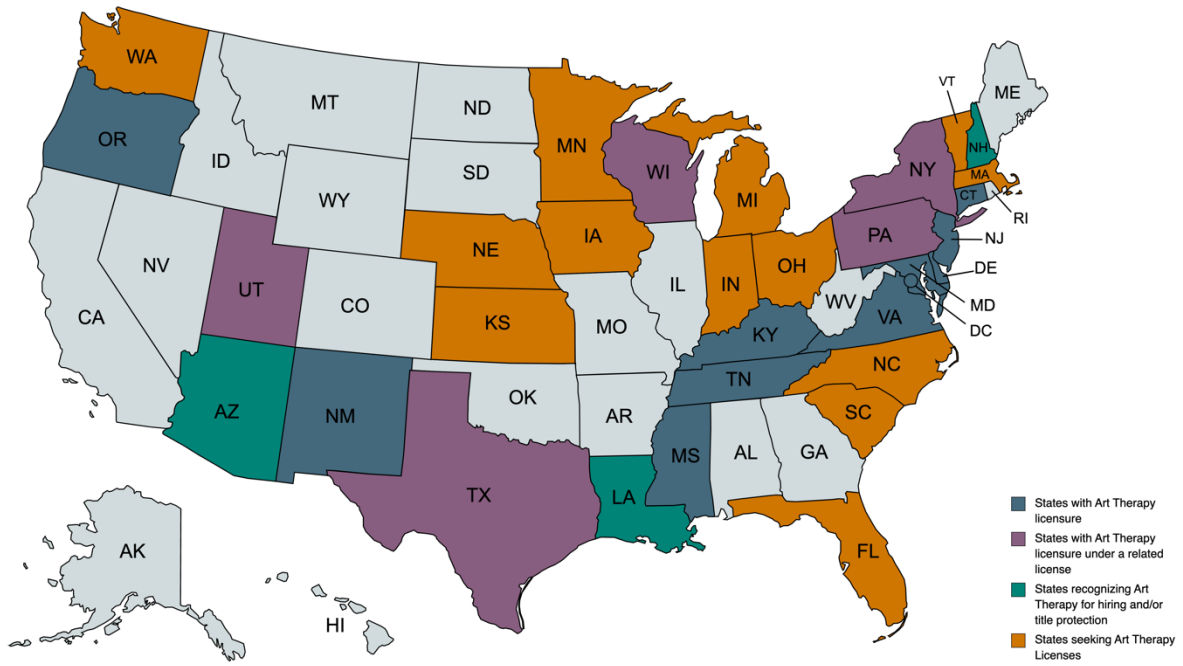 WA
OR
CA
NV
ID
MT
WY
UT
AZ
NM
CO
ND
SD
NE
KS
OK
TX
MN
IA
MO
AR
LA
WI
IL
MI
IN
OH
KY
TN
MS
AL
GA
FL
SC
NC
VA
WV
PA
NY
VT
NH
ME
MA
CT
RI
NJ
DE
MD
DC
AK
HI
States with Art Therapy
licensure
States with Art Therapy
licensure under a related
license
States recognizing Art
Therapy for hiring and/or
title protection
States seeking Art Therapy
Licenses